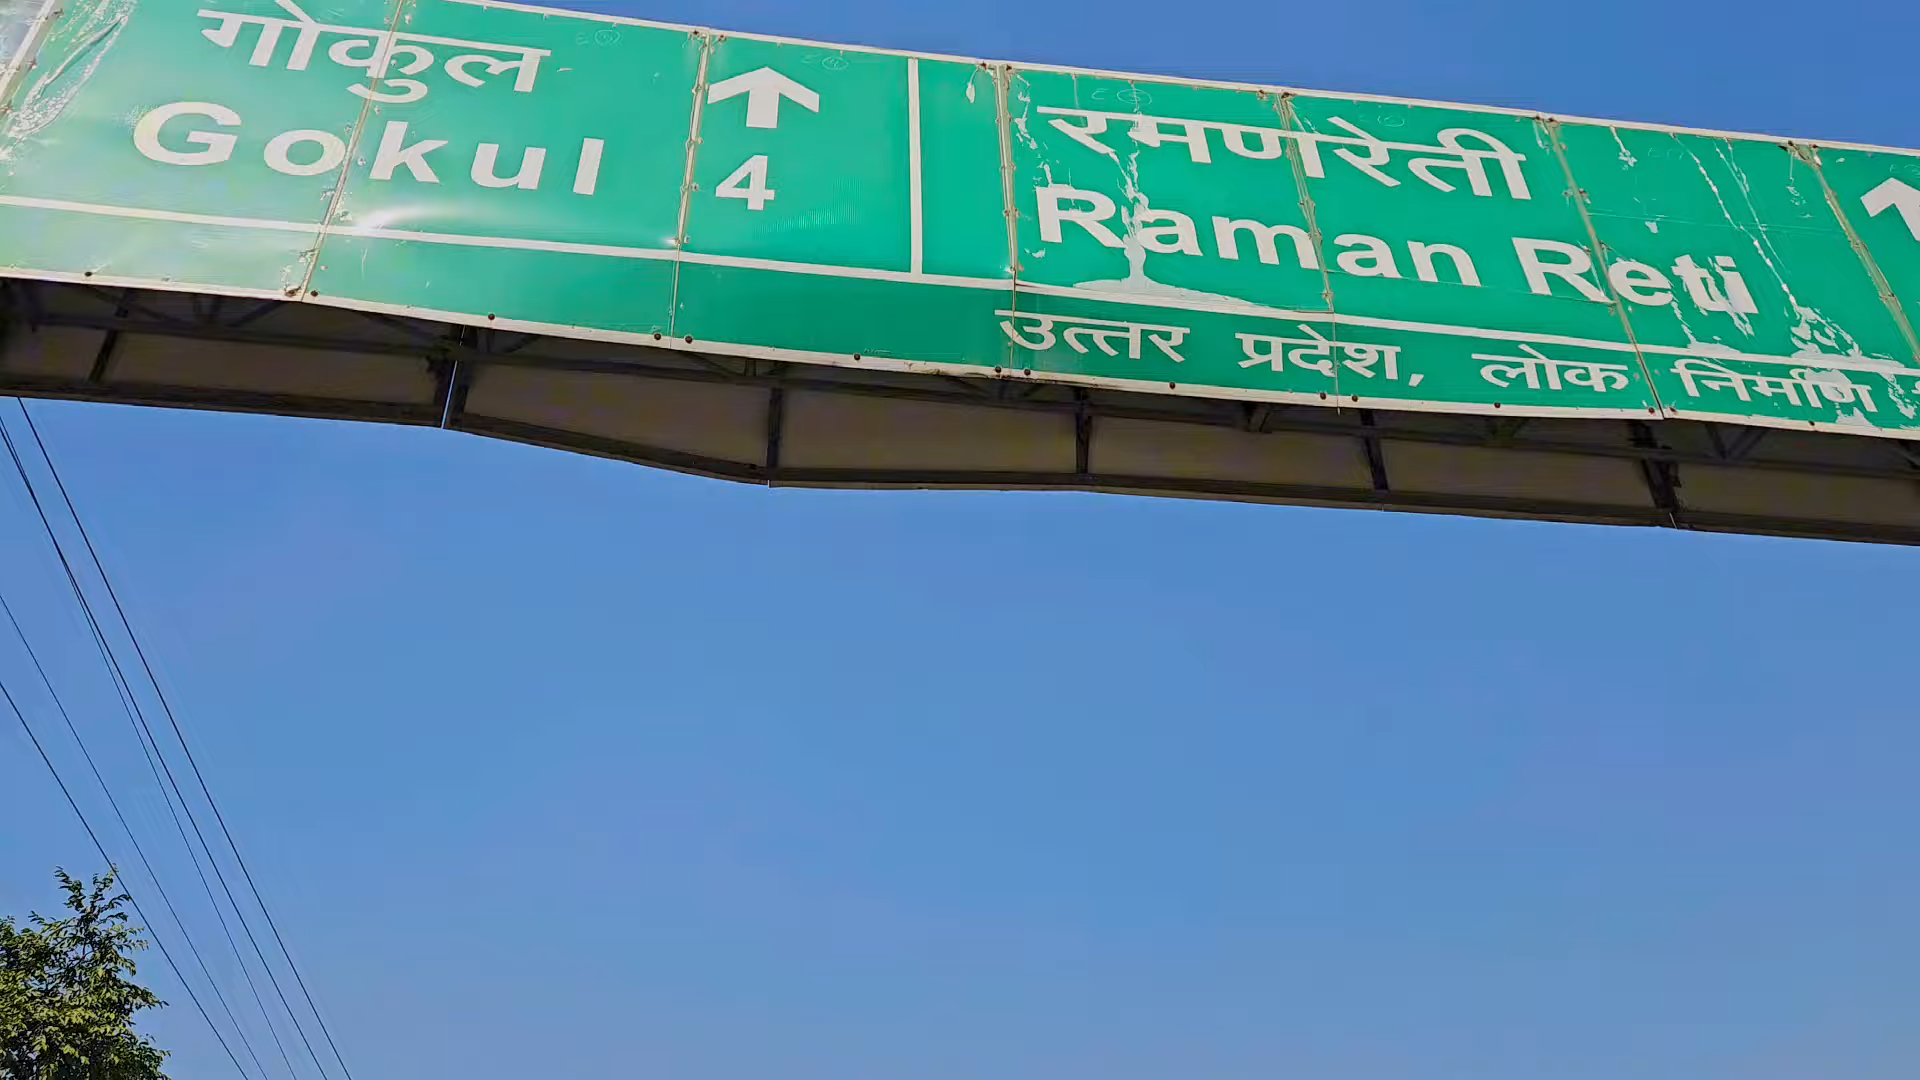 गोकुल
Gokul
4
रमणरेती
Raman Reti
उत्तर प्रदेश, लोक निर्माण